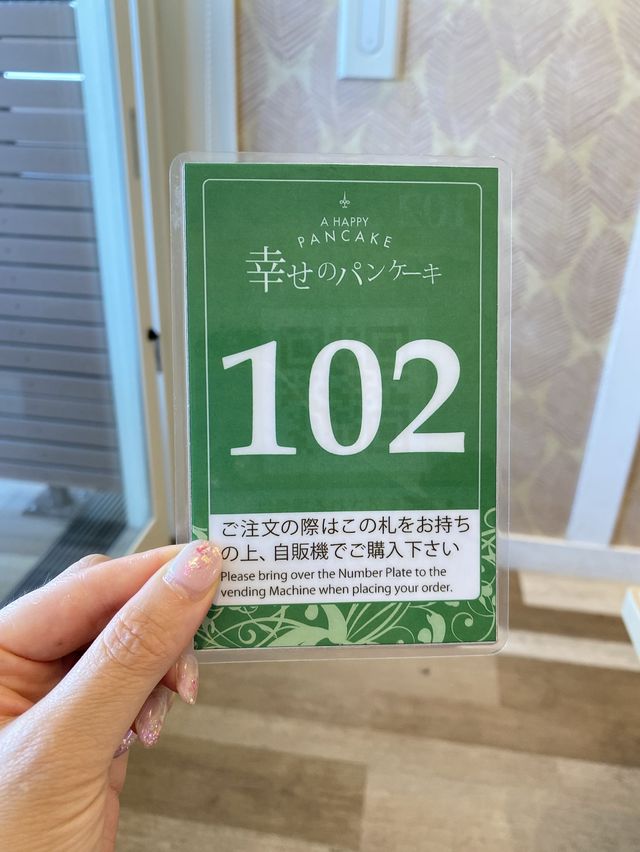 A HAPPY
PANCAKE
幸せのパンケーキ
102
ご注文の際はこの札をお持ち
の上、自販機でご購入下さい
Please bring over the Number Plate to the
vending Machine when placing your order.